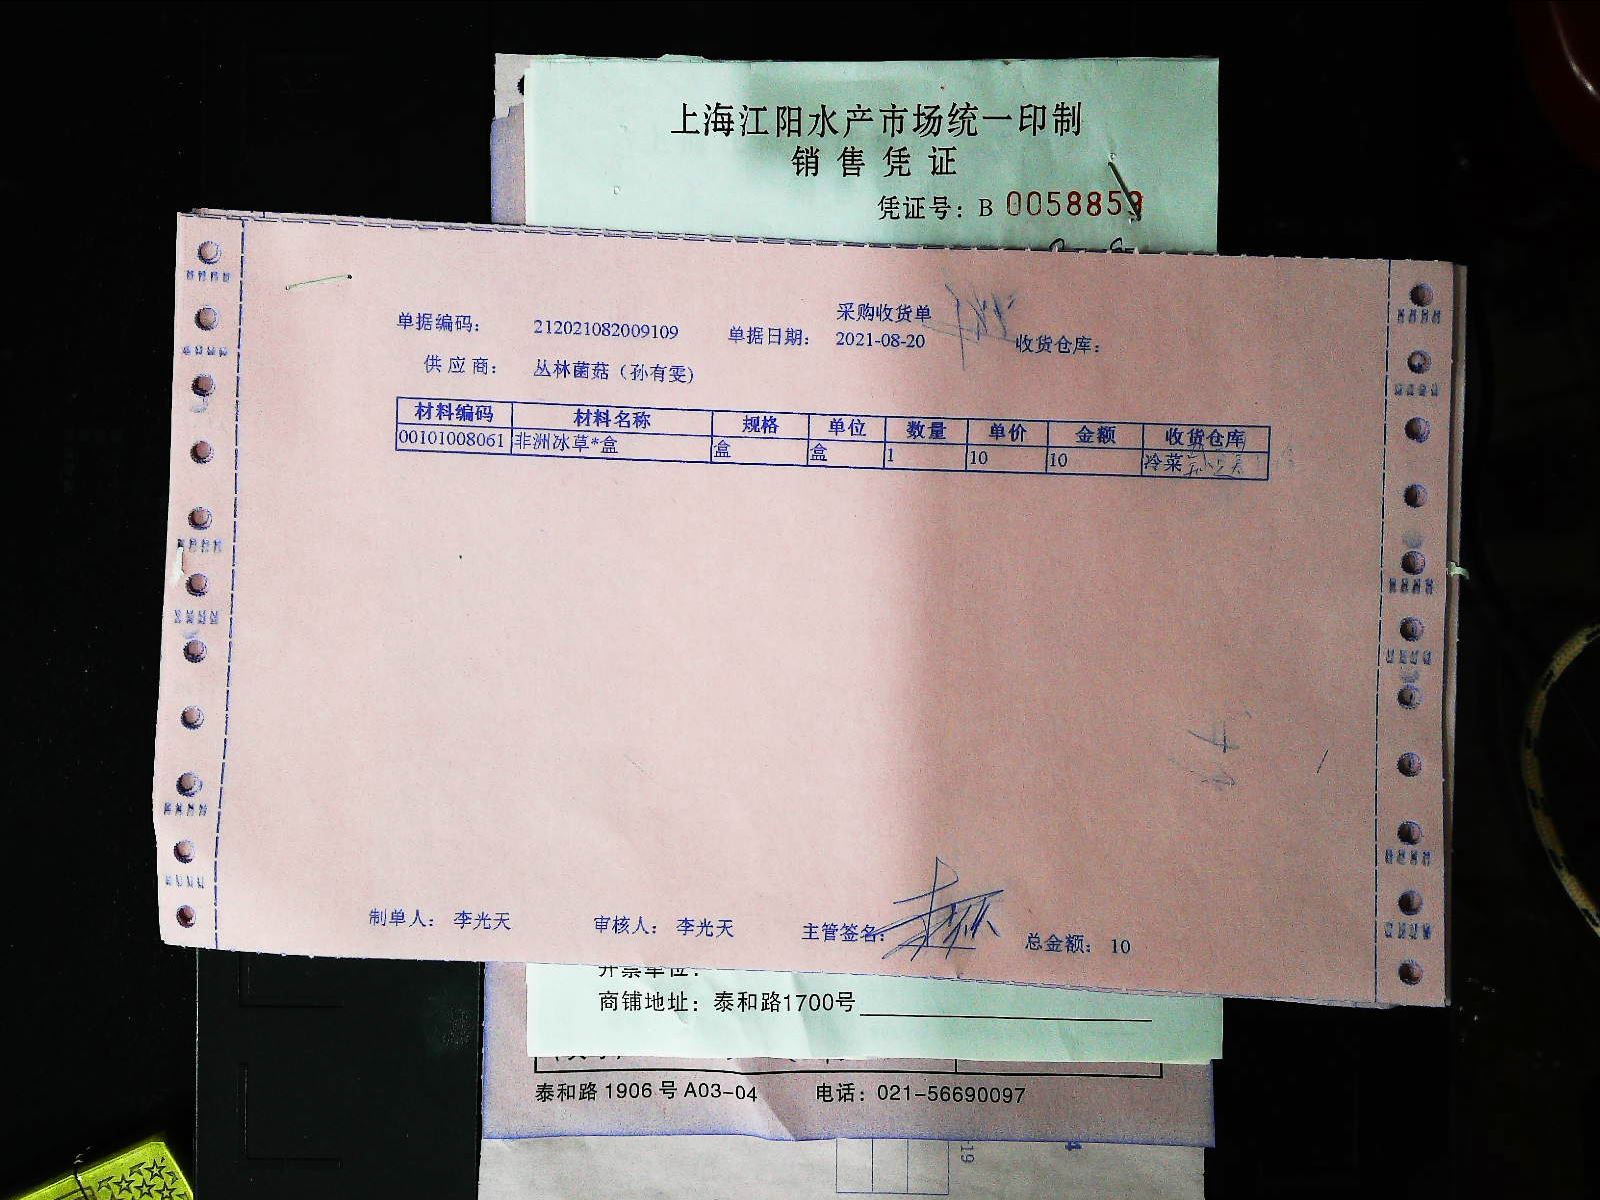 上海江阳水产市场统一印制
销售凭证
凭证号：B 0058859
采购收货单
单据编码： 212021082009109 单据日期： 2021-08-20 收货仓库：
供应商： 丛林菌菇（孙有雯）
材料编码 材料名称 规格 单位 数量 单价 金额 收货仓库
00101008061 非洲冰草*盒 盒 盒 1 10 10 冷菜
制单人： 李光天 审核人： 李光天 主管签名： 总金额： 10
开票单位：
商铺地址：泰和路1700号
泰和路 1906 号 A03-04 电话：021-56690097